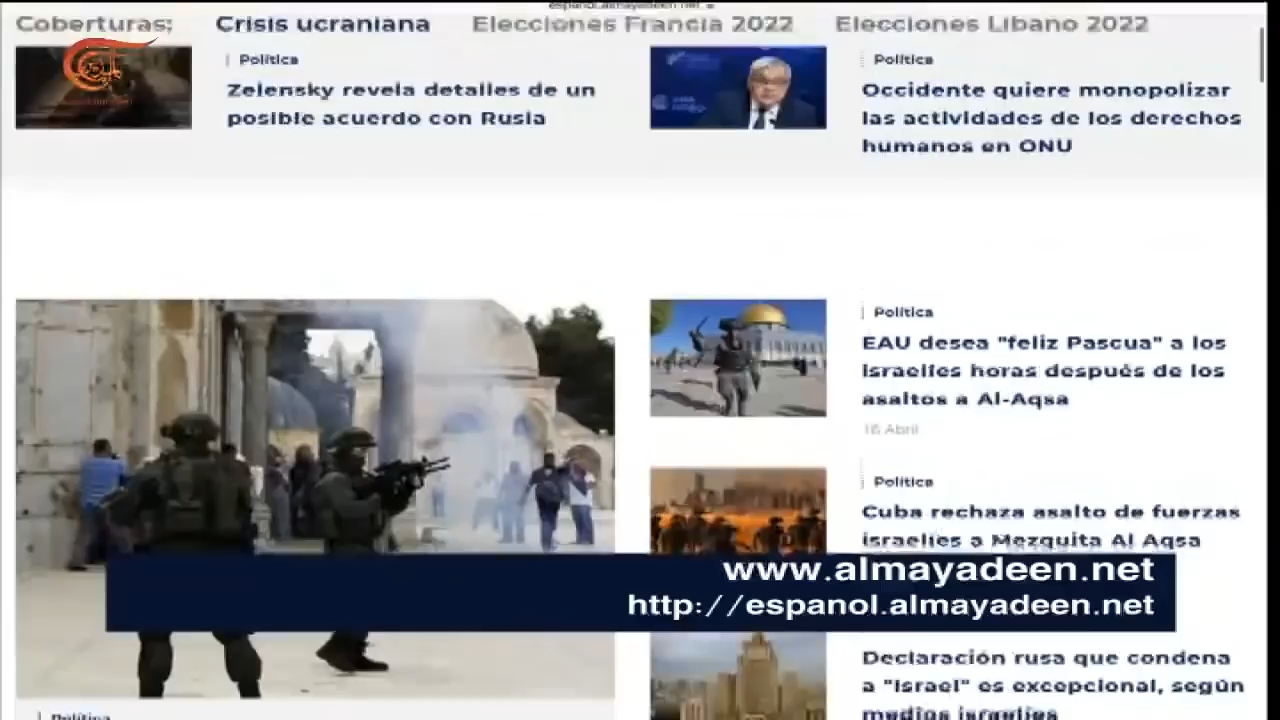 espanol.almayadeen.net
Coberturas: Crisis ucraniana Elecciones Francia 2022 Elecciones Líbano 2022
Política
Zelensky revela detalles de un
posible acuerdo con Rusia
Política
Occidente quiere monopolizar
las actividades de los derechos
humanos en ONU
Política
EAU desea "feliz Pascua" a los
israelíes horas después de los
asaltos a Al-Aqsa
16 Abril
Política
Cuba rechaza asalto de fuerzas
israelíes a Mezquita Al Aqsa
www.almayadeen.net
http://espanol.almayadeen.net
Declaración rusa que condena
a "Israel" es excepcional, según
medios israelíes
Política